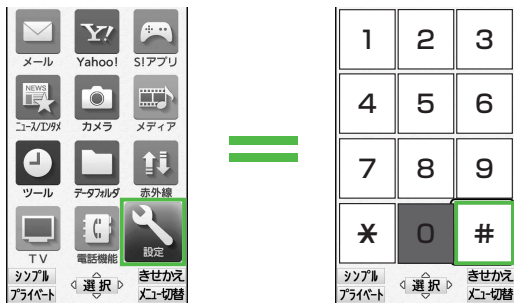 メール Yahoo! S!アプリ
NEWS
ニュース/エンタメ カメラ メディア
ツール データフォルダ 赤外線
TV 電話機能 設定
シンプル 選択 きせかえ
プライベート メニュー切替
1 2 3
4 5 6
7 8 9
* 0 #
シンプル 選択 きせかえ
プライベート メニュー切替